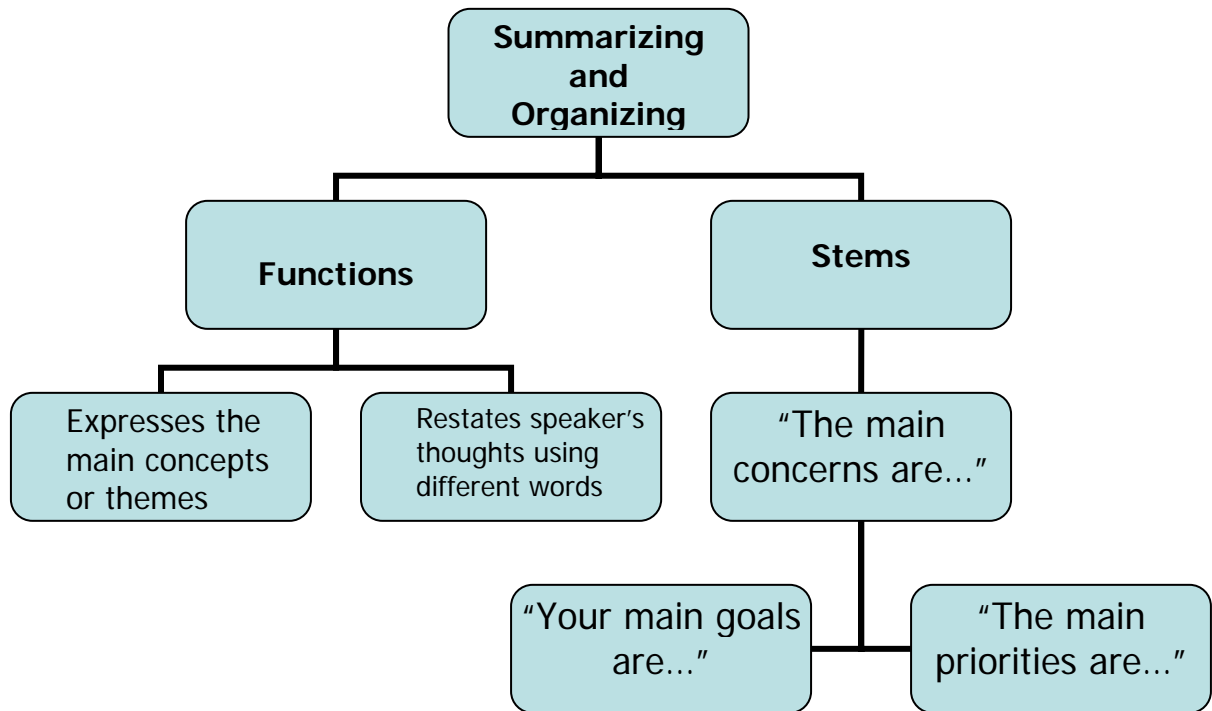 Summarizing
and
Organizing
Functions
Stems
Expresses the
main concepts
or themes
Restates speaker’s
thoughts using
different words
“The main
concerns are…”
“Your main goals
are…”
“The main
priorities are…”